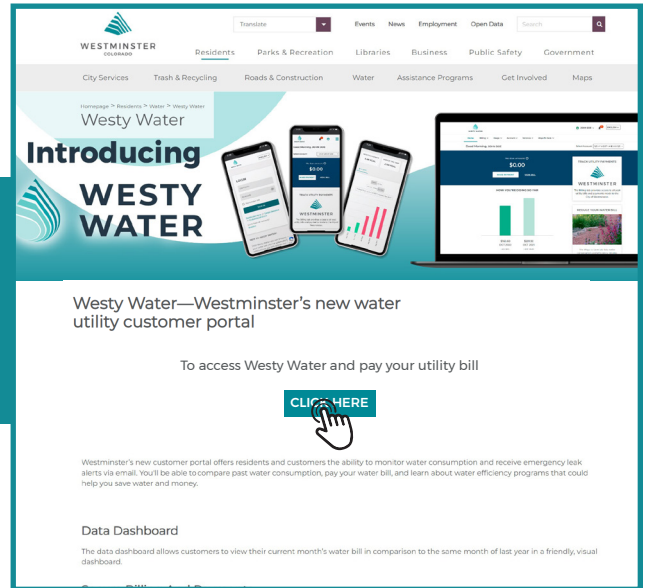 Translate
Events News Employment Open Data Search
WESTMINSTER
COLORADO
Residents Parks & Recreation Libraries Business Public Safety Government
City Services Trash & Recycling Roads & Construction Water Assistance Programs Get Involved Maps
Homepage > Residents > Water > Westy Water
Westy Water
Introducing
WESTY
WATER
LOGIN
$0.00
$0.00
WESTMINSTER
Westy Water—Westminster's new water
utility customer portal
To access Westy Water and pay your utility bill
CLICK HERE
Westminster's new customer portal offers residents and customers the ability to monitor water consumption and receive emergency leak
alerts via email. You'll be able to compare past water consumption, pay your water bill, and learn about water efficiency programs that could
help you save water and money.
Data Dashboard
The data dashboard allows customers to view their current month's water bill in comparison to the same month of last year in a friendly, visual
dashboard.